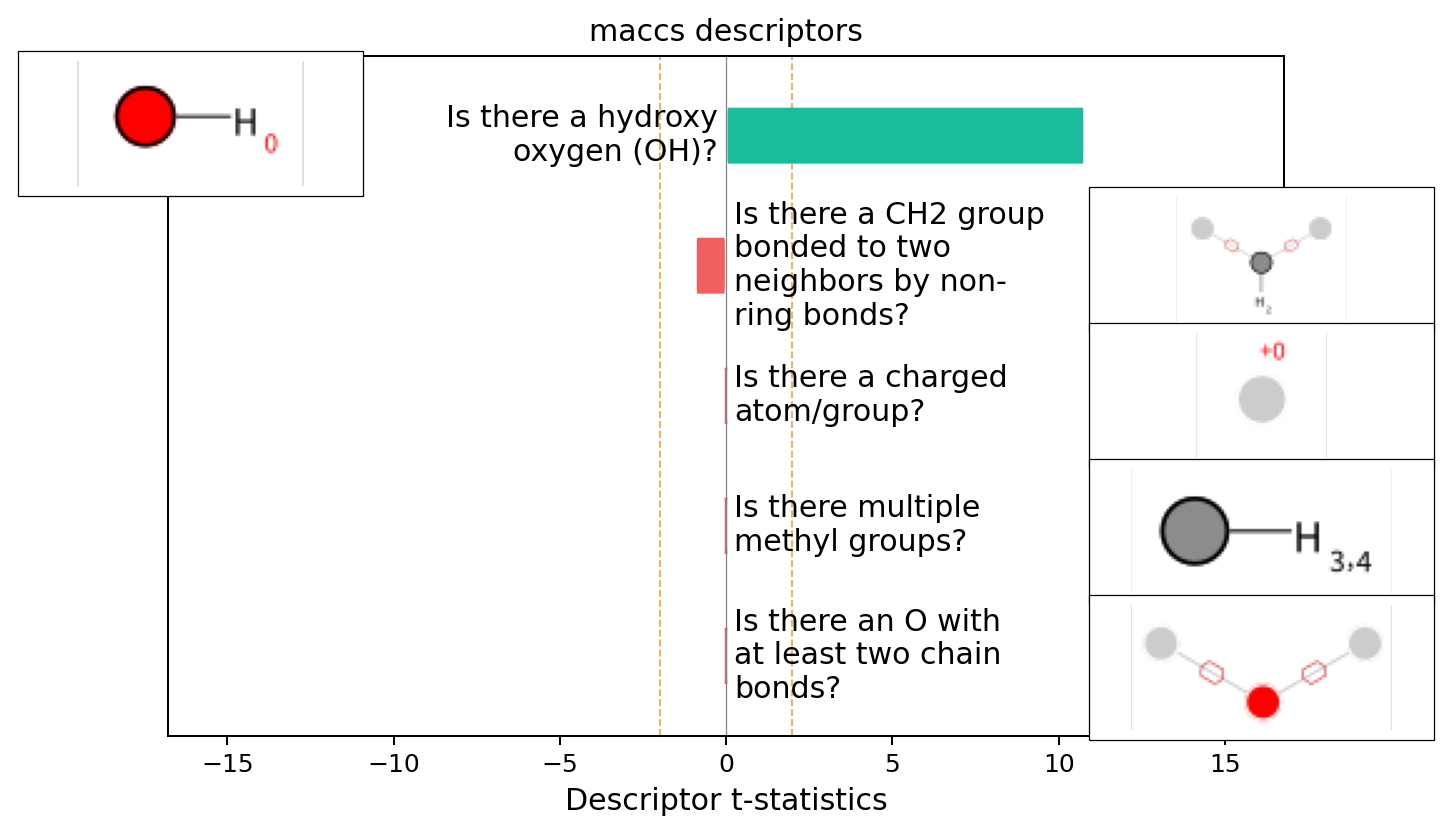 maccs descriptors
H 0
Is there a hydroxy
oxygen (OH)?
Is there a CH2 group
bonded to two
neighbors by non-
ring bonds?
H 2
Is there a charged
atom/group?
+0
Is there multiple
methyl groups?
H 3,4
Is there an O with
at least two chain
bonds?
−15 −10 −5 0 5 10 15
Descriptor t-statistics